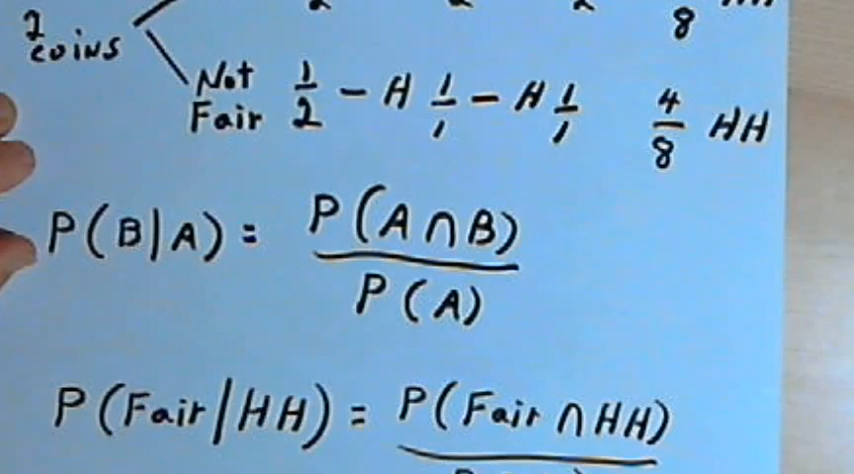 2
8
coins
Not Fair 1/2 - H 1/1 - H 1/1 4/8 HH
P(B|A) = P(A∩B)
P(A)
P(Fair/HH) = P(Fair ∩ HH)